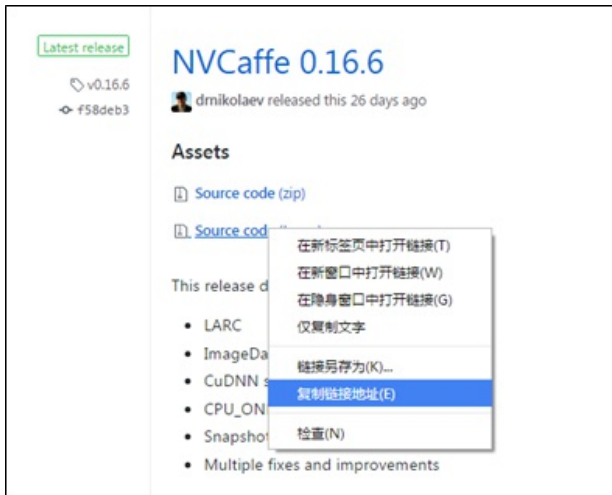 Latest release
v0.16.6
f58deb3
NVCaffe 0.16.6
drnikolaev released this 26 days ago
Assets
Source code (zip)
Source
This release
• LARC
• ImageDa
• CuDNN
• CPU_ON
• Snapshot
• Multiple fixes and improvements
在新标签页中打开链接(T)
在新窗口中打开链接(W)
在隐身窗口中打开链接(G)
仅复制文字
链接另存为(K)...
复制链接地址(E)
检查(N)